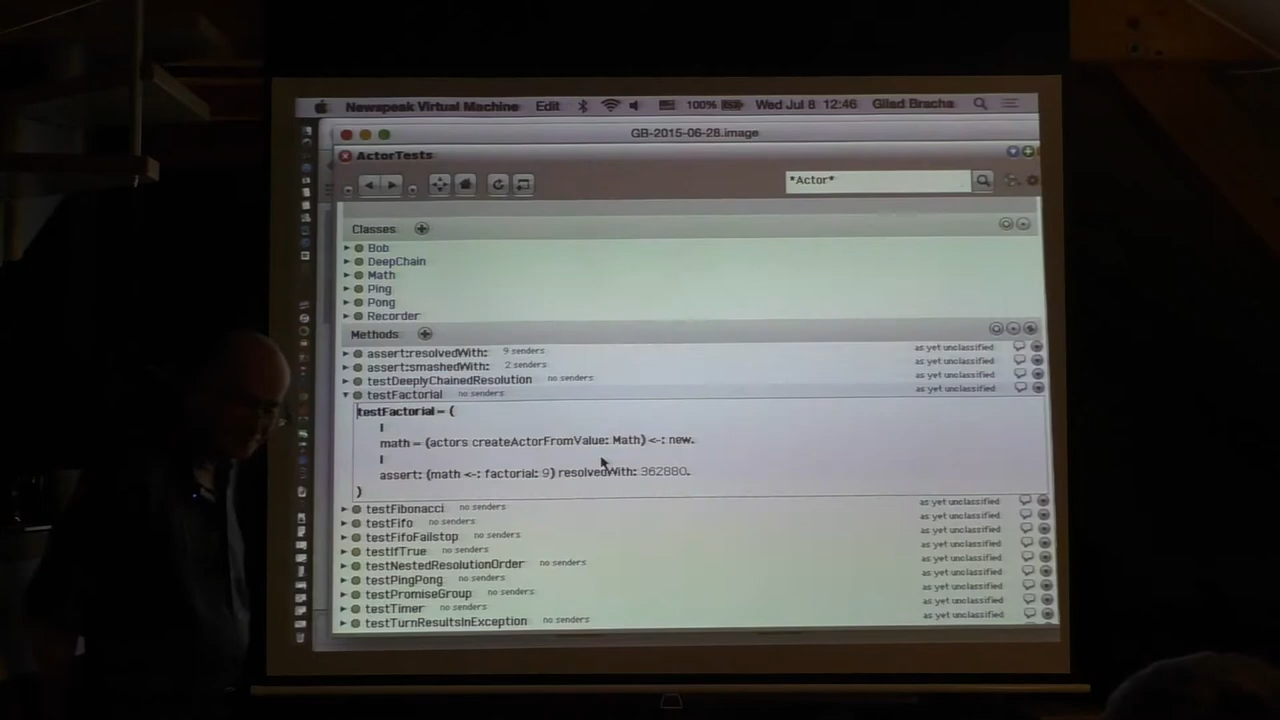 Newspeak Virtual Machine Edit 100% Wed Jul 8 12:46 Gilad Bracha
GB-2015-06-28.image
ActorTests
*Actor*
Classes
Bob
DeepChain
Math
Ping
Pong
Recorder
Methods
assert:resolvedWith: 9 senders as yet unclassified
assert:smashedWith: 2 senders as yet unclassified
testDeeplyChainedResolution no senders as yet unclassified
testFactorial no senders as yet unclassified
testFactorial = (
|
math = (actors createActorFromValue: Math) <-: new.
|
assert: (math <-: factorial: 9) resolvedWith: 362880.
)
testFibonacci no senders as yet unclassified
testFifo no senders as yet unclassified
testFifoFailstop no senders as yet unclassified
testIfTrue no senders as yet unclassified
testNestedResolutionOrder no senders as yet unclassified
testPingPong no senders as yet unclassified
testPromiseGroup no senders as yet unclassified
testTimer no senders as yet unclassified
testTurnResultsInException no senders as yet unclassified